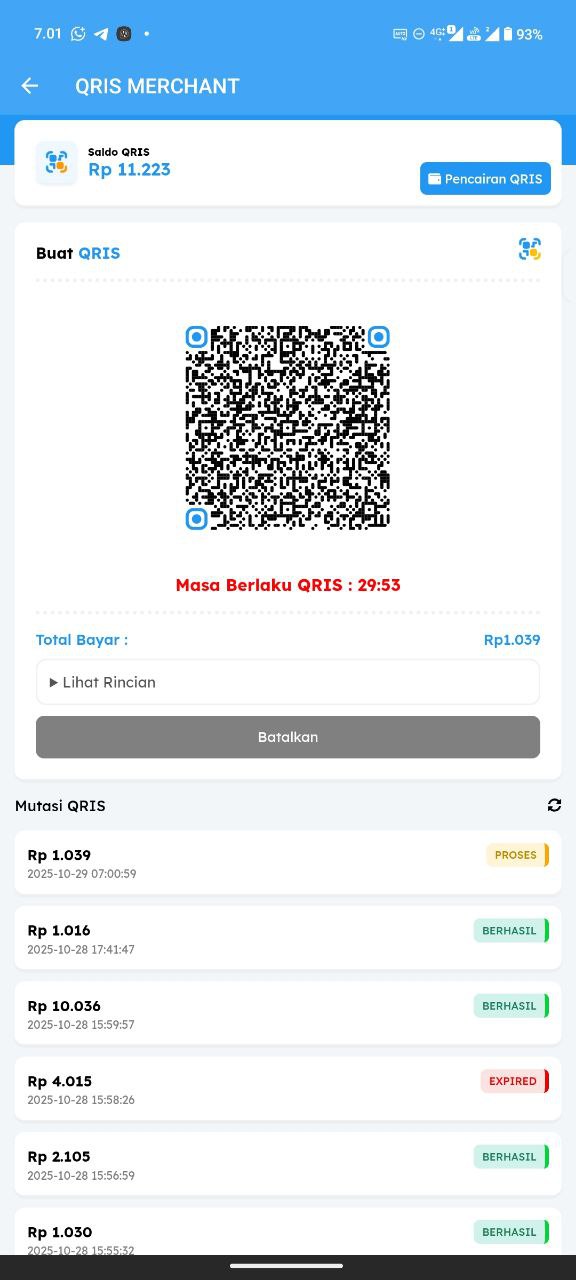 7.01 93%
QRIS MERCHANT
Saldo QRIS
Rp 11.223
Pencairan QRIS
Buat QRIS
Masa Berlaku QRIS : 29:53
Total Bayar : Rp1.039
▶ Lihat Rincian
Batalkan
Mutasi QRIS
Rp 1.039 PROSES
2025-10-29 07:00:59
Rp 1.016 BERHASIL
2025-10-28 17:41:47
Rp 10.036 BERHASIL
2025-10-28 15:59:57
Rp 4.015 EXPIRED
2025-10-28 15:58:26
Rp 2.105 BERHASIL
2025-10-28 15:56:59
Rp 1.030 BERHASIL
2025-10-28 15:55:32